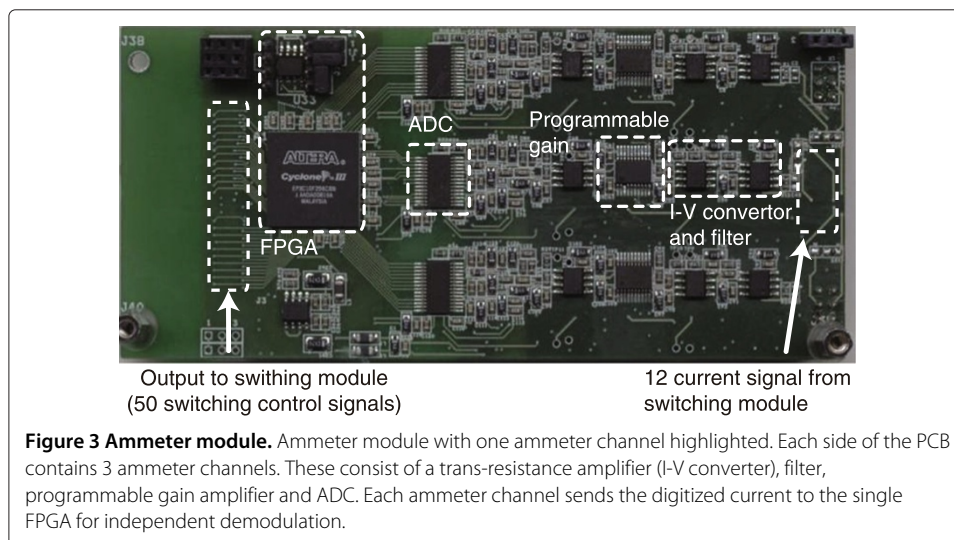 J38
U33
ADC
Programmable
gain
ALTERA®
Cyclone III
MALAYSIA
FPGA
I-V convertor
and filter
J3
J40
Output to swithing module
(50 switching control signals)
12 current signal from
switching module
Figure 3 Ammeter module. Ammeter module with one ammeter channel highlighted. Each side of the PCB
contains 3 ammeter channels. These consist of a trans-resistance amplifier (I-V converter), filter,
programmable gain amplifier and ADC. Each ammeter channel sends the digitized current to the single
FPGA for independent demodulation.